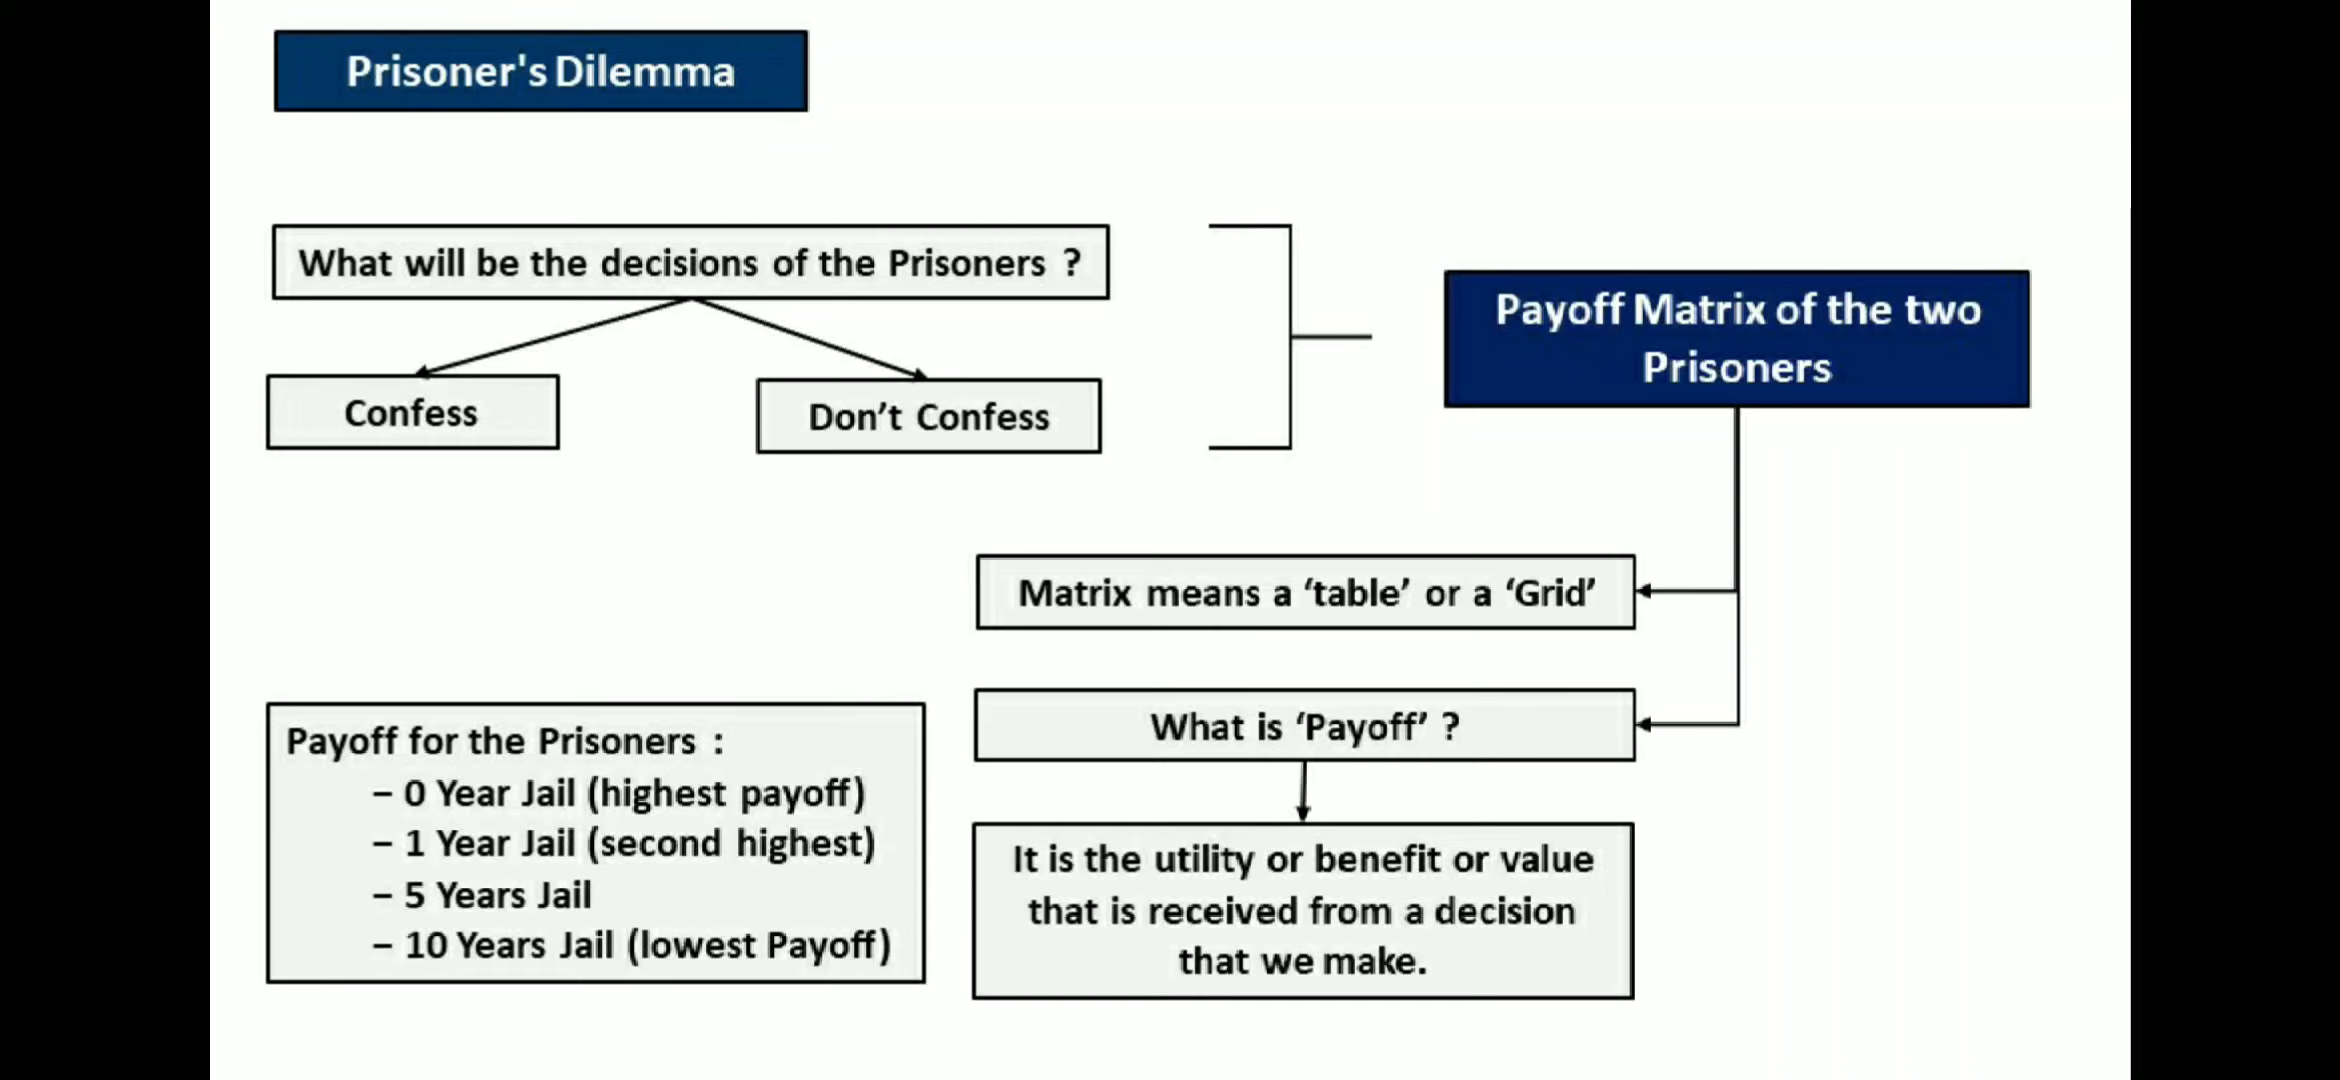 Prisoner's Dilemma
What will be the decisions of the Prisoners ?
Confess
Don’t Confess
Payoff Matrix of the two
Prisoners
Matrix means a ‘table’ or a ‘Grid’
What is ‘Payoff’ ?
It is the utility or benefit or value
that is received from a decision
that we make.
Payoff for the Prisoners :
– 0 Year Jail (highest payoff)
– 1 Year Jail (second highest)
– 5 Years Jail
– 10 Years Jail (lowest Payoff)